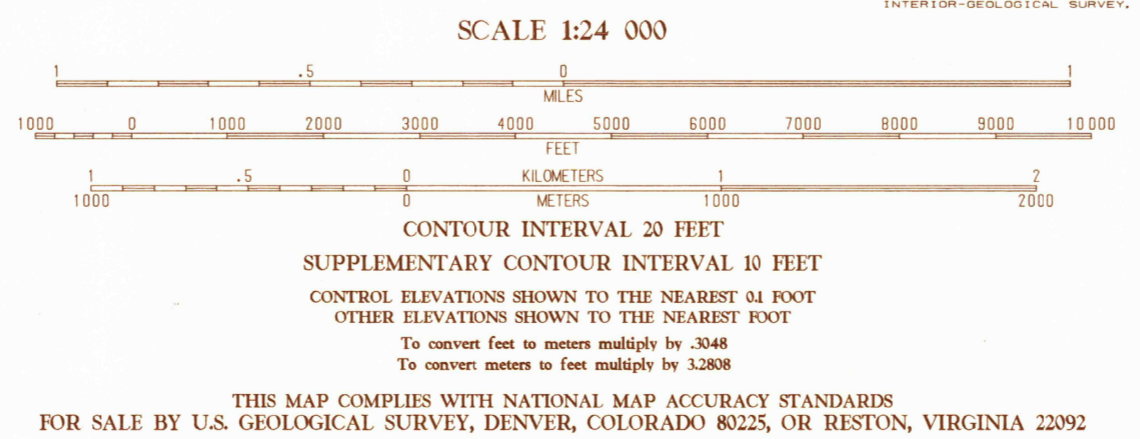 INTERIOR-GEOLOGICAL SURVEY,
SCALE 1:24 000
1 .5 0 1
MILES
1000 0 1000 2000 3000 4000 5000 6000 7000 8000 9000 10000
FEET
1 .5 0 KILOMETERS 1 2
1000 0 METERS 1000 2000
CONTOUR INTERVAL 20 FEET
SUPPLEMENTARY CONTOUR INTERVAL 10 FEET
CONTROL ELEVATIONS SHOWN TO THE NEAREST 0.1 FOOT
OTHER ELEVATIONS SHOWN TO THE NEAREST FOOT
To convert feet to meters multiply by .3048
To convert meters to feet multiply by 3.2808
THIS MAP COMPLIES WITH NATIONAL MAP ACCURACY STANDARDS
FOR SALE BY U.S. GEOLOGICAL SURVEY, DENVER, COLORADO 80225, OR RESTON, VIRGINIA 22092